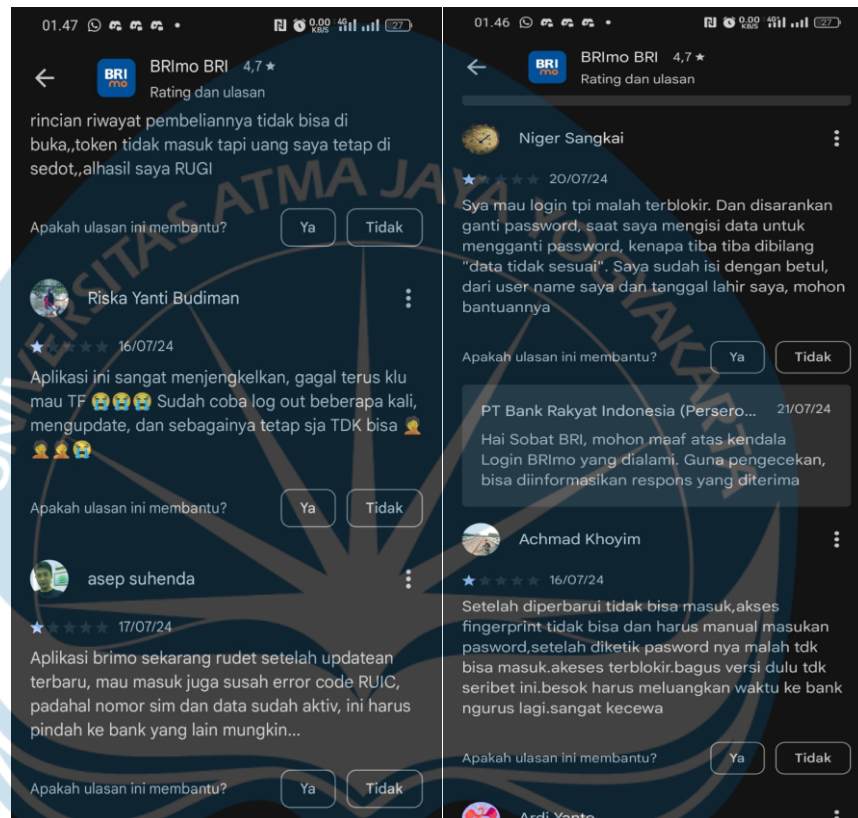 01.47
0.00 KB/S 4G 27
BRI mo
BRImo BRI 4,7 ★
Rating dan ulasan
rincian riwayat pembeliannya tidak bisa di
buka,,token tidak masuk tapi uang saya tetap di
sedot,,alhasil saya RUGI
Apakah ulasan ini membantu? Ya Tidak
Riska Yanti Budiman
16/07/24
Aplikasi ini sangat menjengkelkan, gagal terus klu
mau TF 😭😭😭 Sudah coba log out beberapa kali,
mengupdate, dan sebagainya tetap sja TDK bisa 🤦
🤦🤦😭
Apakah ulasan ini membantu? Ya Tidak
asep suhenda
17/07/24
Aplikasi brimo sekarang rudet setelah updatean
terbaru, mau masuk juga susah error code RUIC,
padahal nomor sim dan data sudah aktiv, ini harus
pindah ke bank yang lain mungkin...
Apakah ulasan ini membantu? Ya Tidak
01.46
0.00 KB/S 4G 27
BRI mo
BRImo BRI 4,7 ★
Rating dan ulasan
Niger Sangkai
20/07/24
Sya mau login tpi malah terblokir. Dan disarankan
ganti password, saat saya mengisi data untuk
mengganti password, kenapa tiba tiba dibilang
"data tidak sesuai". Saya sudah isi dengan betul,
dari user name saya dan tanggal lahir saya, mohon
bantuannya
Apakah ulasan ini membantu? Ya Tidak
PT Bank Rakyat Indonesia (Persero... 21/07/24
Hai Sobat BRI, mohon maaf atas kendala
Login BRImo yang dialami. Guna pengecekan,
bisa diinformasikan respons yang diterima
Achmad Khoyim
16/07/24
Setelah diperbarui tidak bisa masuk,akses
fingerprint tidak bisa dan harus manual masukan
pasword,setelah diketik pasword nya malah tdk
bisa masuk.akeses terblokir.bagus versi dulu tdk
seribet ini.besok harus meluangkan waktu ke bank
ngurus lagi.sangat kecewa
Apakah ulasan ini membantu? Ya Tidak
Ardi Yanto
UNIVERSITAS ATMA JAYA YOGYAKARTA